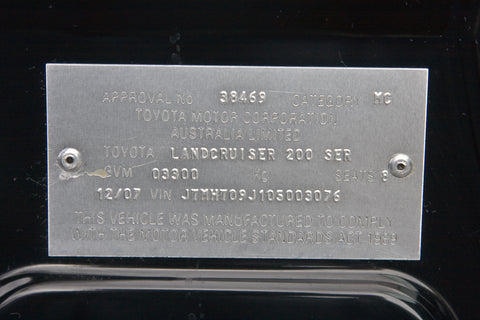 APPROVAL NO 38469 CATEGORY MC
TOYOTA MOTOR CORPORATION
AUSTRALIA LIMITED
TOYOTA LANDCRUISER 200 SER
GVM 03300 Kg SEATS 8
12/07 VIN JTMHT09J105003076
THIS VEHICLE WAS MANUFACTURED TO COMPLY
WITH THE MOTOR VEHICLE STANDARDS ACT 1989